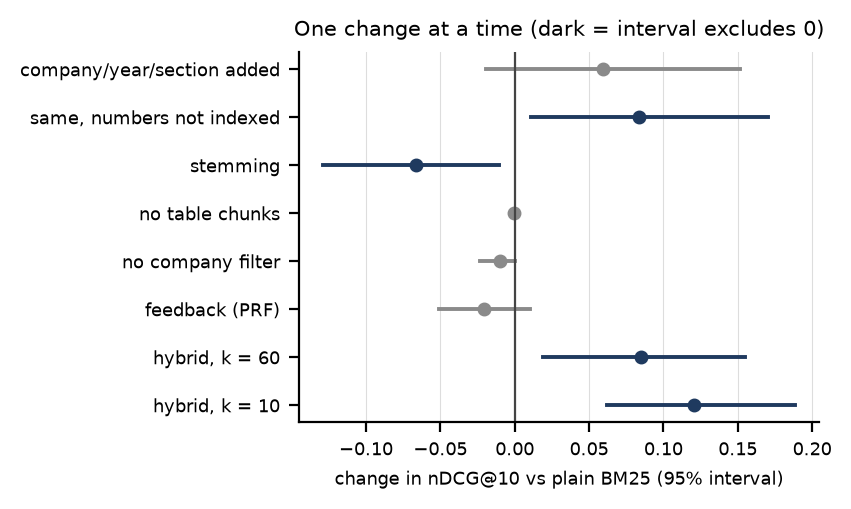 One change at a time (dark = interval excludes 0)
company/year/section added
same, numbers not indexed
stemming
no table chunks
no company filter
feedback (PRF)
hybrid, k = 60
hybrid, k = 10
−0.10 −0.05 0.00 0.05 0.10 0.15 0.20
change in nDCG@10 vs plain BM25 (95% interval)